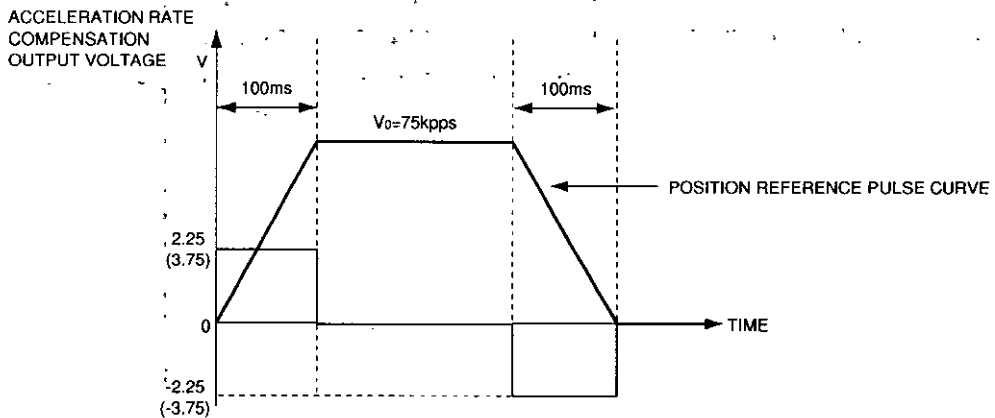 ACCELERATION RATE
COMPENSATION
OUTPUT VOLTAGE V
100ms
100ms
V₀=75kpps
POSITION REFERENCE PULSE CURVE
2.25
(3.75)
0
TIME
-2.25
(-3.75)